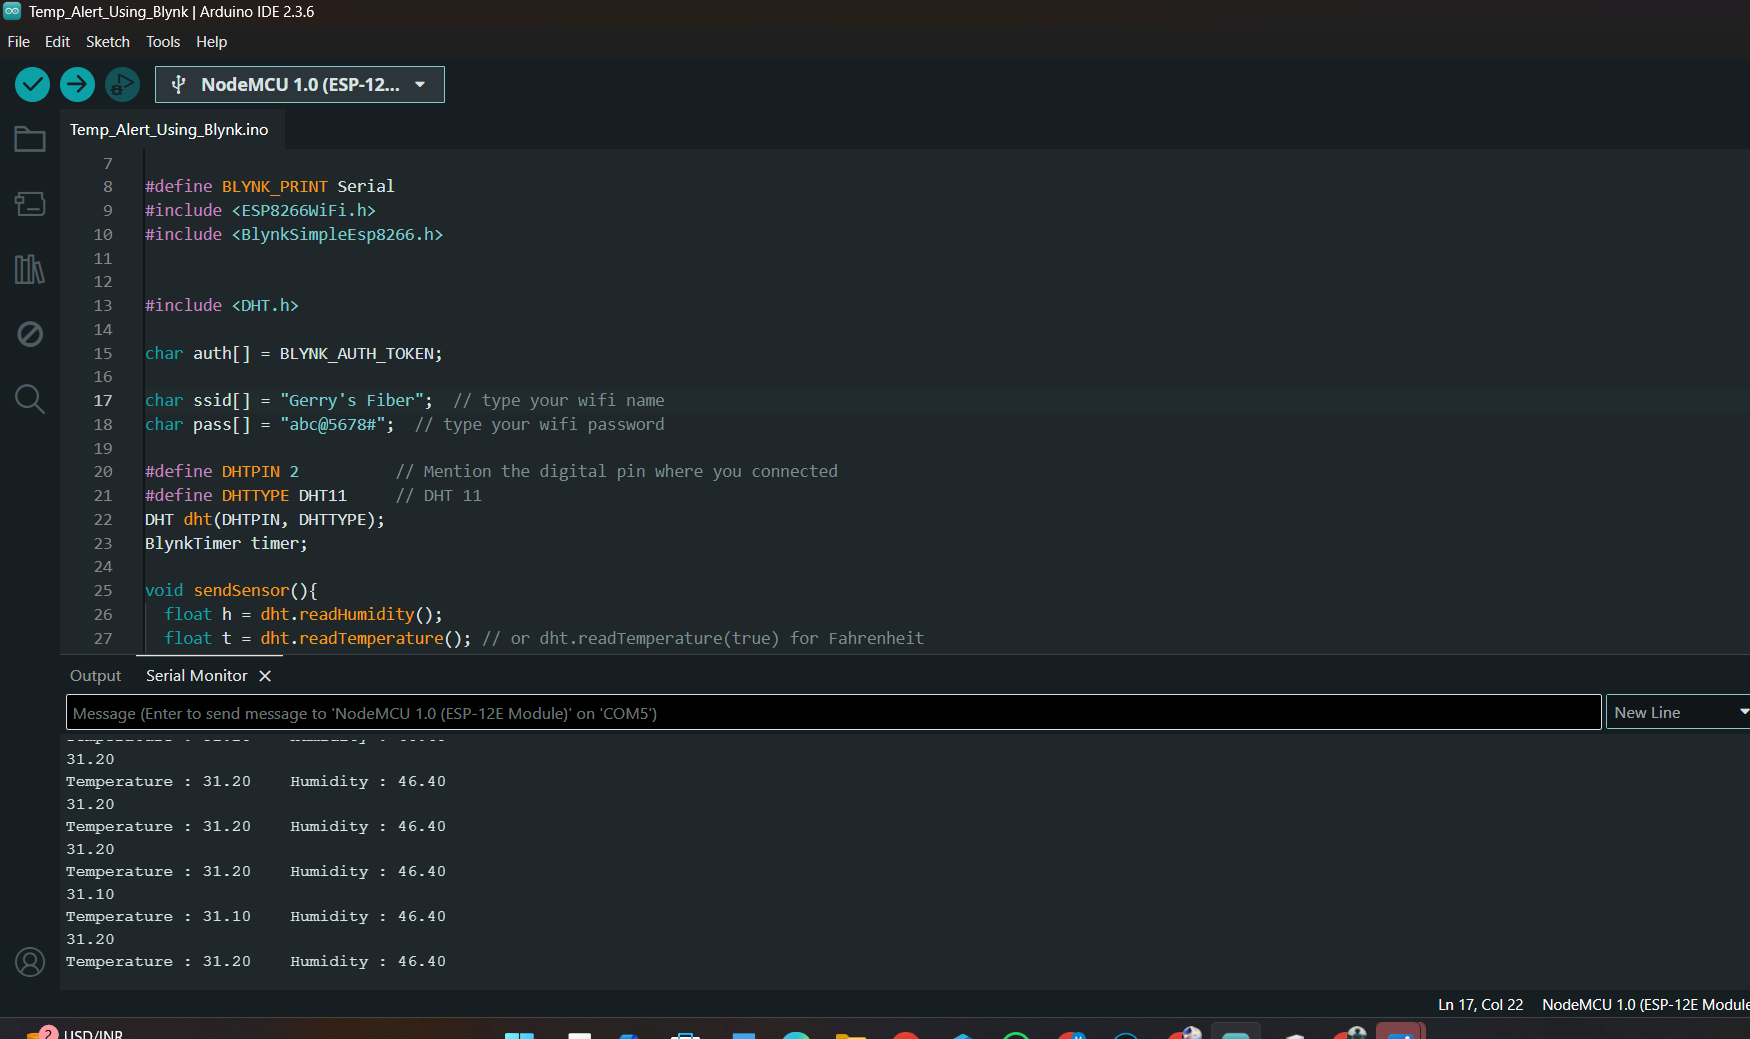 Temp_Alert_Using_Blynk | Arduino IDE 2.3.6
File Edit Sketch Tools Help
NodeMCU 1.0 (ESP-12...
Temp_Alert_Using_Blynk.ino
7
8 #define BLYNK_PRINT Serial
9 #include <ESP8266WiFi.h>
10 #include <BlynkSimpleEsp8266.h>
11
12
13 #include <DHT.h>
14
15 char auth[] = BLYNK_AUTH_TOKEN;
16
17 char ssid[] = "Gerry's Fiber";  // type your wifi name
18 char pass[] = "abc@5678#";  // type your wifi password
19
20 #define DHTPIN 2          // Mention the digital pin where you connected
21 #define DHTTYPE DHT11     // DHT 11
22 DHT dht(DHTPIN, DHTTYPE);
23 BlynkTimer timer;
24
25 void sendSensor(){
26   float h = dht.readHumidity();
27   float t = dht.readTemperature(); // or dht.readTemperature(true) for Fahrenheit
Output Serial Monitor
Message (Enter to send message to 'NodeMCU 1.0 (ESP-12E Module)' on 'COM5')
New Line
31.20
Temperature : 31.20    Humidity : 46.40
31.20
Temperature : 31.20    Humidity : 46.40
31.20
Temperature : 31.20    Humidity : 46.40
31.10
Temperature : 31.10    Humidity : 46.40
31.20
Temperature : 31.20    Humidity : 46.40
Ln 17, Col 22 NodeMCU 1.0 (ESP-12E Module
2 USD/INR